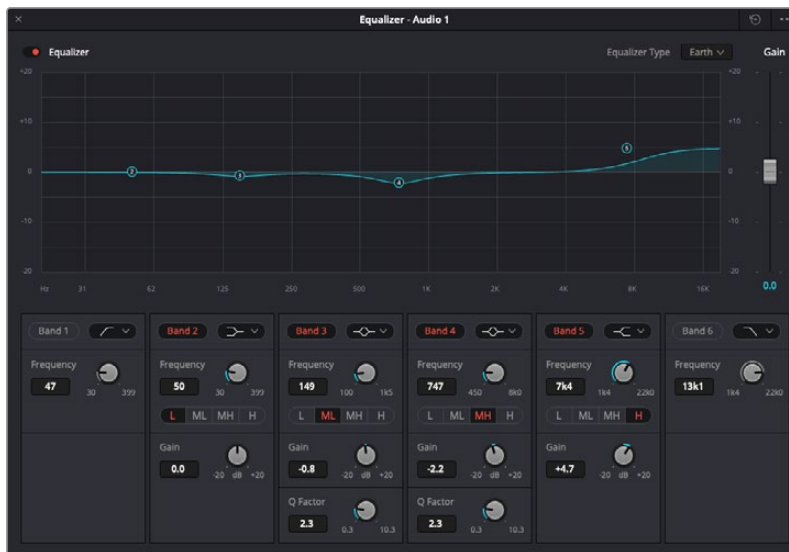 × Equalizer - Audio 1
Equalizer Equalizer Type Earth Gain
+20 +20
+10 +10
2 3 4 5
0 0
-10 -10
-20 -20
Hz 31 62 125 250 500 1K 2K 4K 8K 16K 0.0
Band 1 Band 2 Band 3 Band 4 Band 5 Band 6
Frequency Frequency Frequency Frequency Frequency Frequency
47 30 399 50 30 399 149 100 1k5 747 450 8k0 7k4 1k4 22k0 13k1 1k4 22k0
L ML MH H L ML MH H L ML MH H L ML MH H
Gain Gain Gain Gain
0.0 -20 dB +20 -0.8 -20 dB +20 -2.2 -20 dB +20 +4.7 -20 dB +20
Q Factor Q Factor
2.3 0.3 10.3 2.3 0.3 10.3